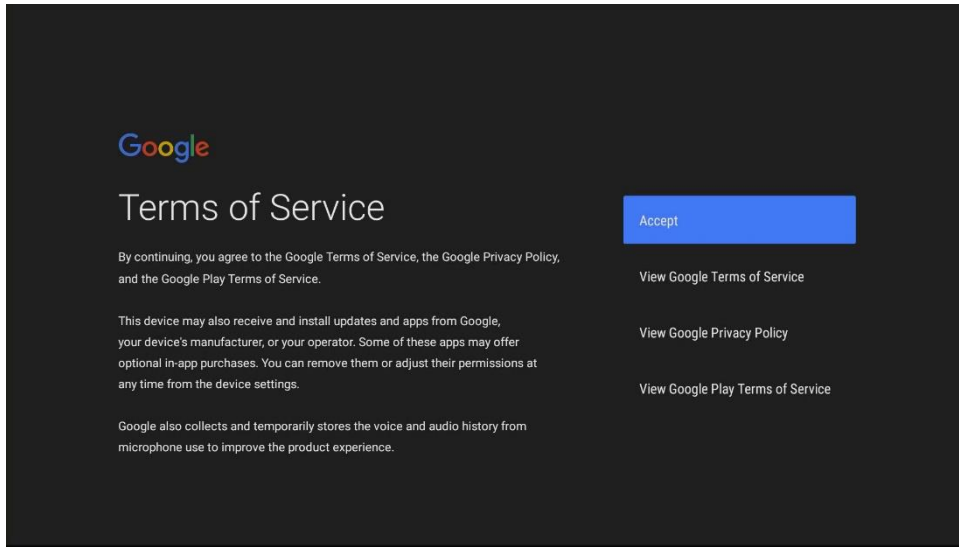 Google
Terms of Service
By continuing, you agree to the Google Terms of Service, the Google Privacy Policy,
and the Google Play Terms of Service.
This device may also receive and install updates and apps from Google,
your device's manufacturer, or your operator. Some of these apps may offer
optional in-app purchases. You can remove them or adjust their permissions at
any time from the device settings.
Google also collects and temporarily stores the voice and audio history from
microphone use to improve the product experience.
Accept
View Google Terms of Service
View Google Privacy Policy
View Google Play Terms of Service